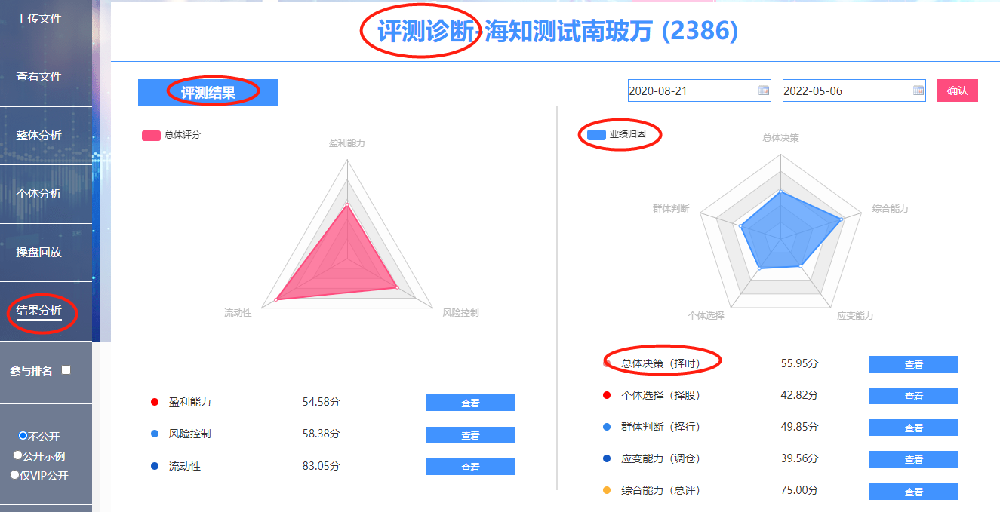 上传文件
查看文件
整体分析
个体分析
操盘回放
结果分析
参与排名
不公开
公开示例
仅VIP公开
评测诊断-海知测试南玻万 (2386)
评测结果
2020-08-21
2022-05-06
确认
总体评分
盈利能力
流动性
风险控制
盈利能力 54.58分 查看
风险控制 58.38分 查看
流动性 83.05分 查看
业绩归因
总体决策
群体判断
综合能力
个体选择
应变能力
总体决策（择时） 55.95分 查看
个体选择（择股） 42.82分 查看
群体判断（择行） 49.85分 查看
应变能力（调仓） 39.56分 查看
综合能力（总评） 75.00分 查看